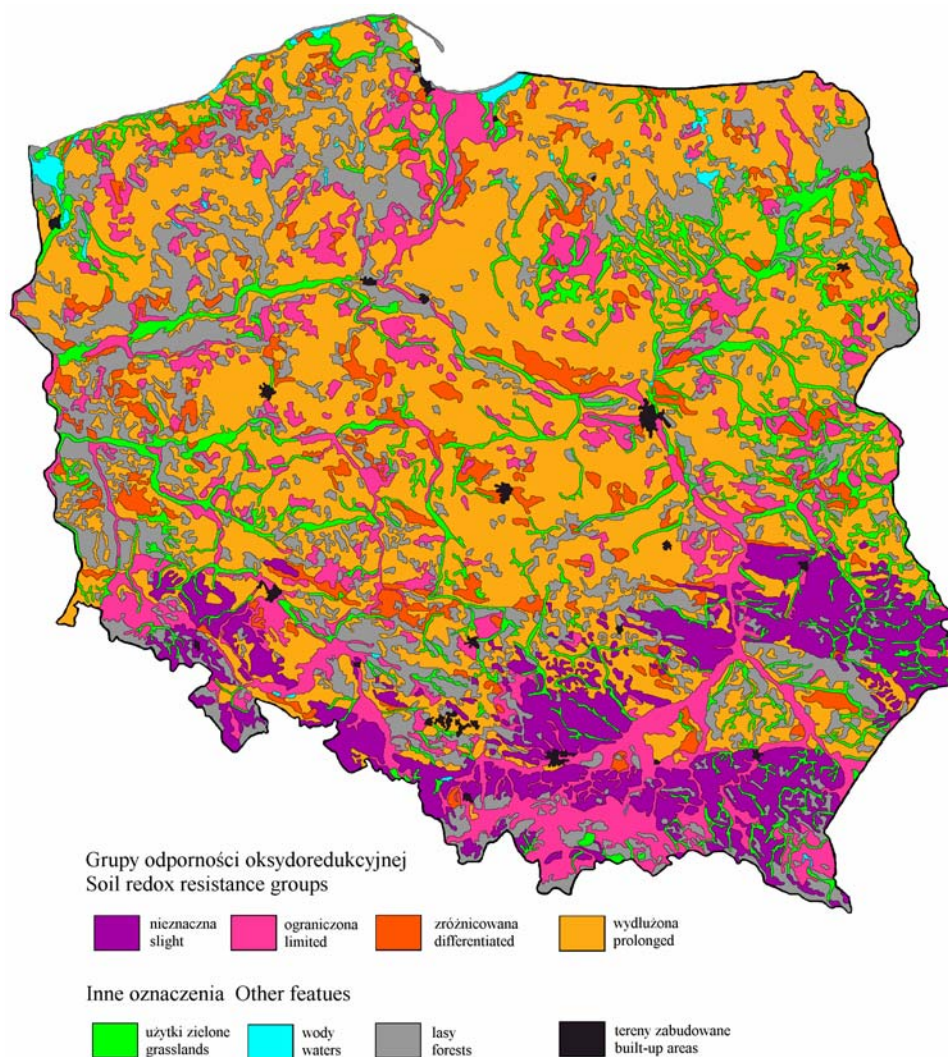 Grupy odporności oksydoredukcyjnej
Soil redox resistance groups
nieznaczna
slight
ograniczona
limited
zróżnicowana
differentiated
wydłużona
prolonged
Inne oznaczenia Other featues
użytki zielone
grasslands
wody
waters
lasy
forests
tereny zabudowane
built-up areas